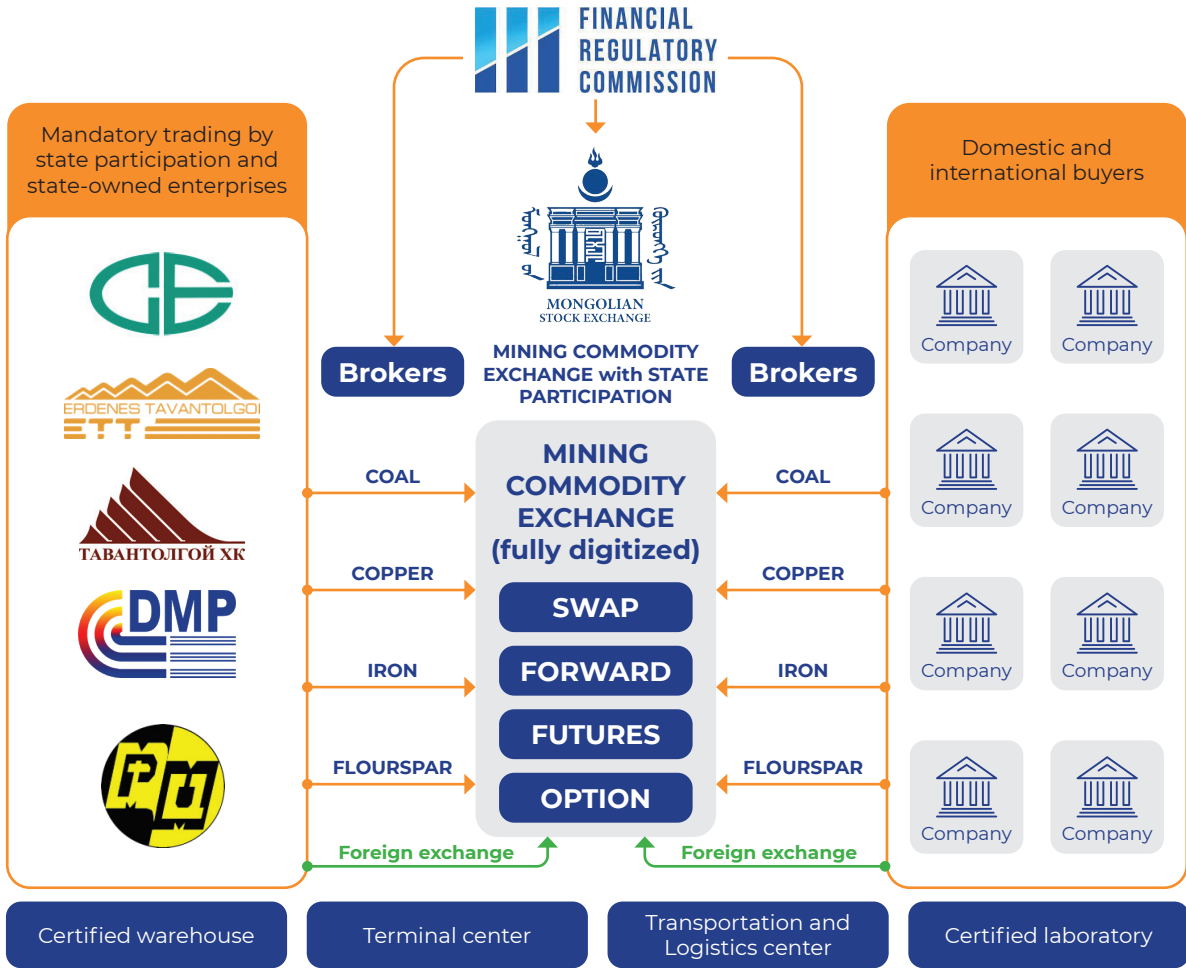 FINANCIAL
REGULATORY
COMMISSION
Mandatory trading by
state participation and
state-owned enterprises
Domestic and
international buyers
MONGOLIAN
STOCK EXCHANGE
Brokers
MINING COMMODITY
EXCHANGE with STATE
PARTICIPATION
Brokers
ERDENES TAVANTOLGOI
ETT
ТАВАНТОЛГОЙ ХК
DMP
MINING
COMMODITY
EXCHANGE
(fully digitized)
SWAP
FORWARD
FUTURES
OPTION
COAL
COPPER
IRON
FLOURSPAR
Foreign exchange
COAL
COPPER
IRON
FLOURSPAR
Foreign exchange
Company
Company
Company
Company
Company
Company
Company
Company
Certified warehouse
Terminal center
Transportation and
Logistics center
Certified laboratory